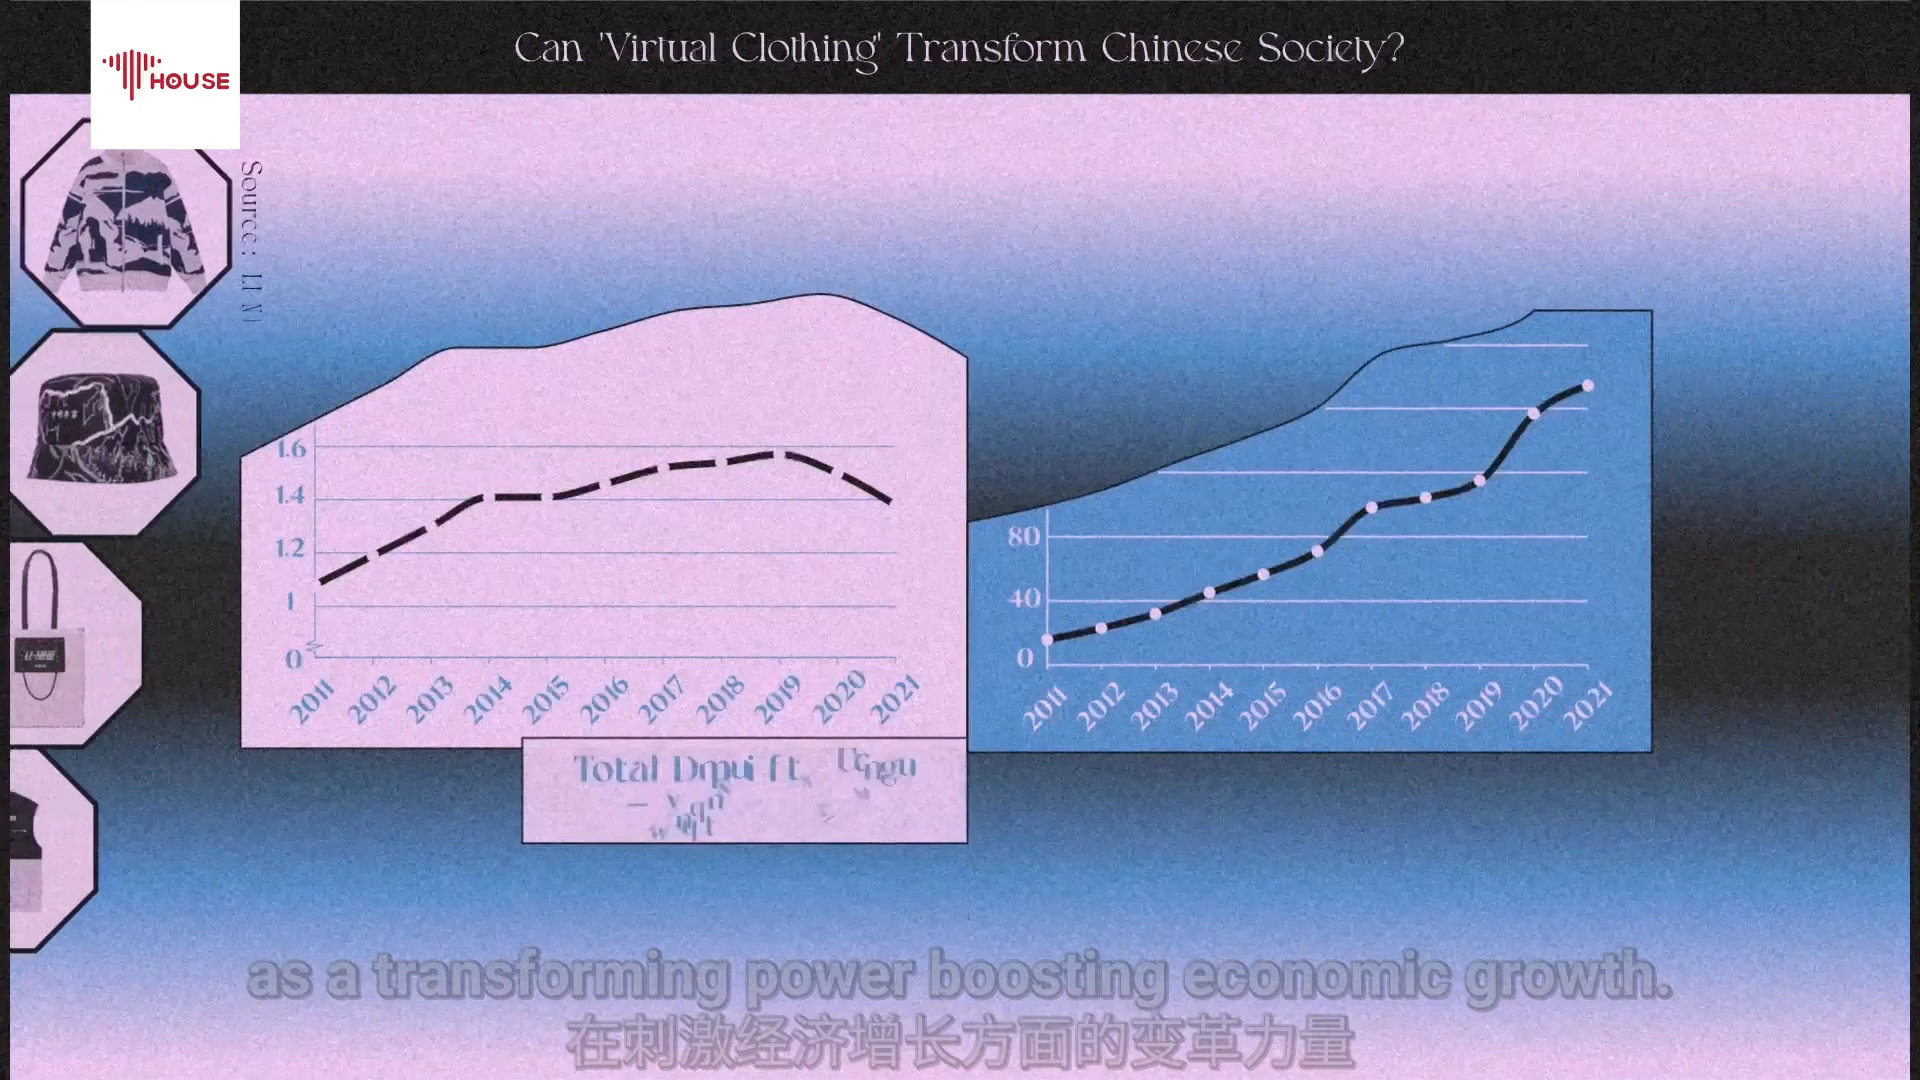 Can 'Virtual Clothing' Transform Chinese Society?
HOUSE
Source: LI N
1.6
1.4
1.2
1
0
2011 2012 2013 2014 2015 2016 2017 2018 2019 2020 2021
80
40
0
2011 2012 2013 2014 2015 2016 2017 2018 2019 2020 2021
Total
as a transforming power boosting economic growth.
在刺激经济增长方面的变革力量